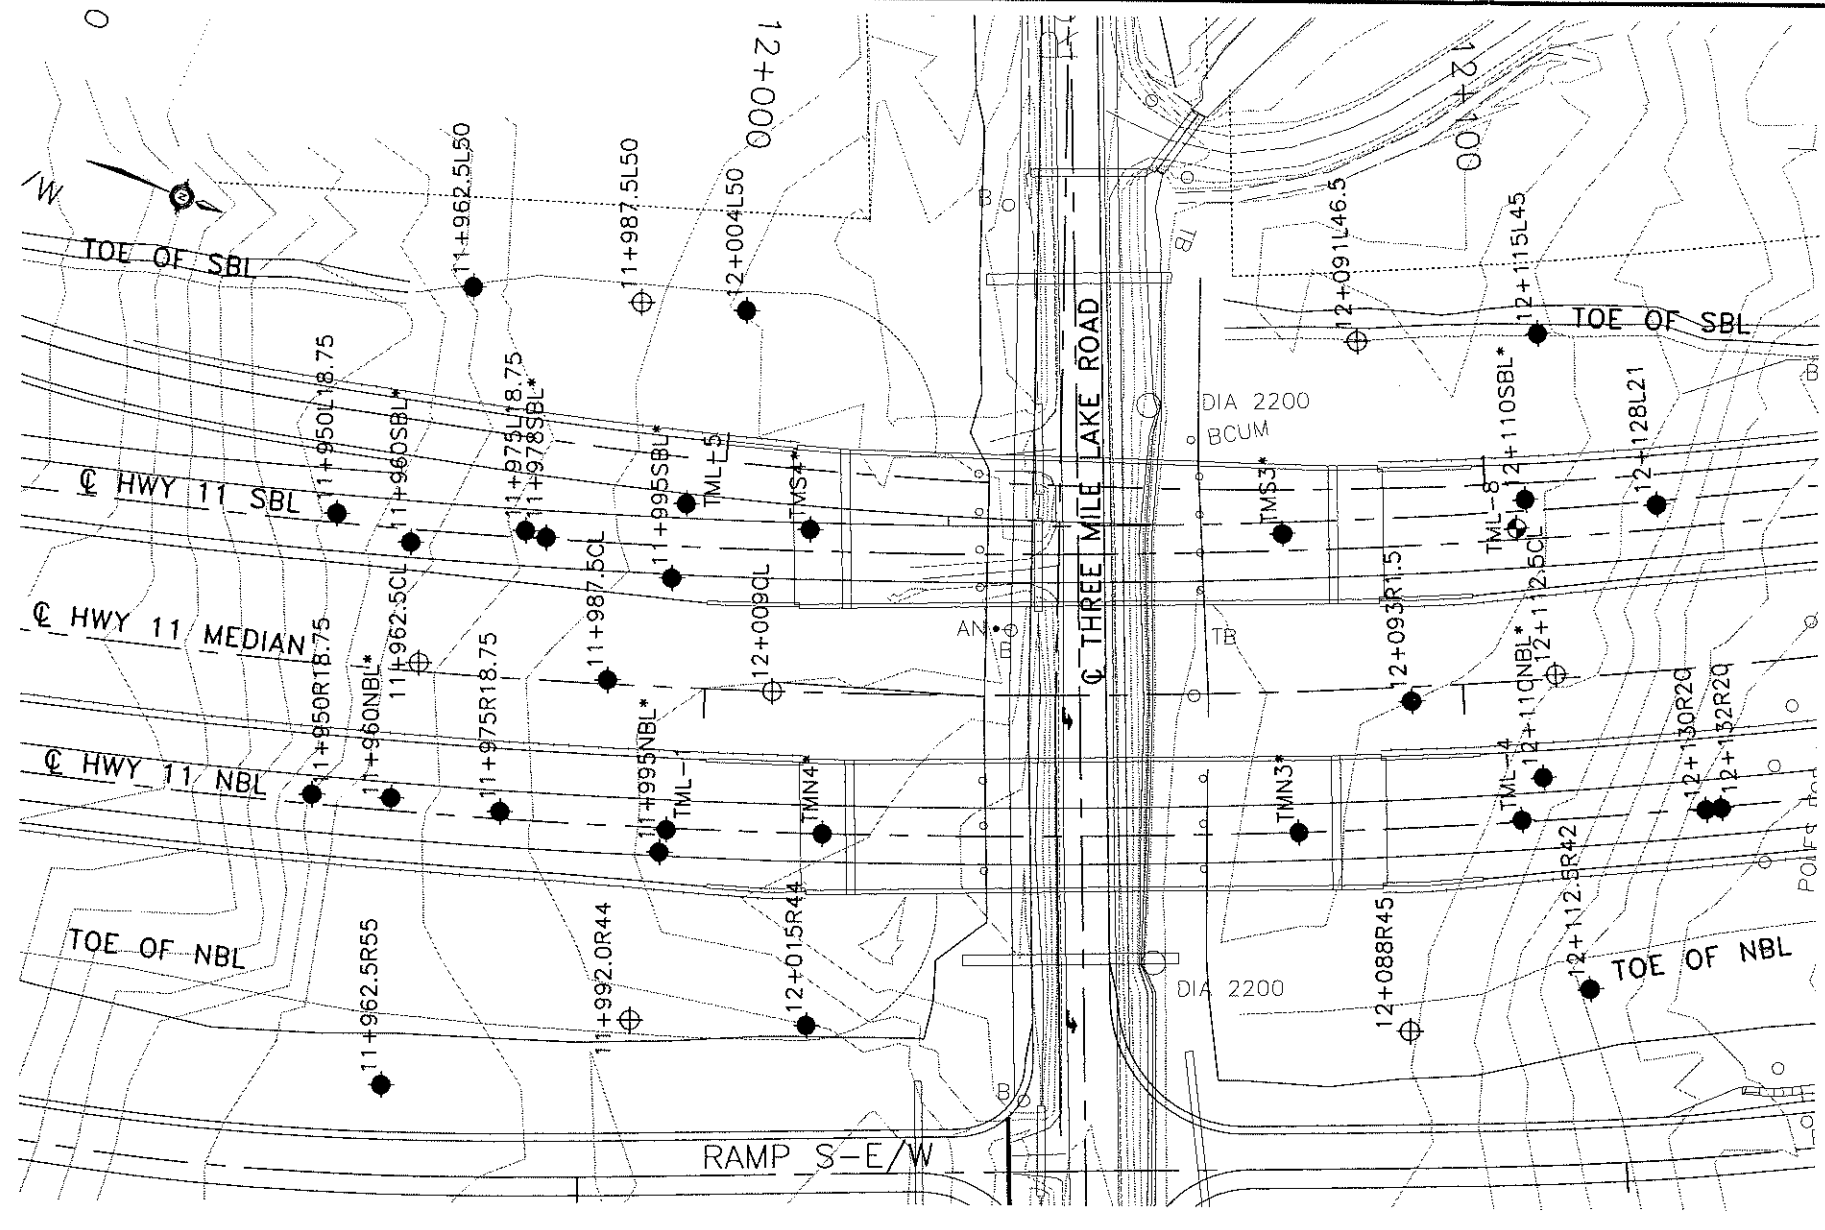 0
12+000
12+100
/W
N
TOE OF SBL
11+962.5L50
11+987.5L50
12+004L50
B
TB
12+091L46.5
12+115L45
TOE OF SBL
B
11+950L18.75
11+960SBL*
11+975L18.75
11+978SBL*
11+995SBL*
TML-5
TMS4*
DIA 2200
BCUM
TMS3*
TML-8
12+110SBL*
12+128L21
℄ HWY 11 SBL
℄ THREE MILE LAKE ROAD
℄ HWY 11 MEDIAN
11+962.5CL
11+987.5CL
12+009CL
AN
B
TB
12+093R1.5
12+112.5CL
11+950R18.75
11+960NBL*
11+975R18.75
11+995NBL*
TML-1
TMN4*
TMN3*
TML-4
12+110NBL*
12+130R20
12+132R20
℄ HWY 11 NBL
TOE OF NBL
11+962.5R55
11+992.0R44
12+015R44
DIA 2200
12+088R45
12+112.5R42
TOE OF NBL
B
RAMP S-E/W